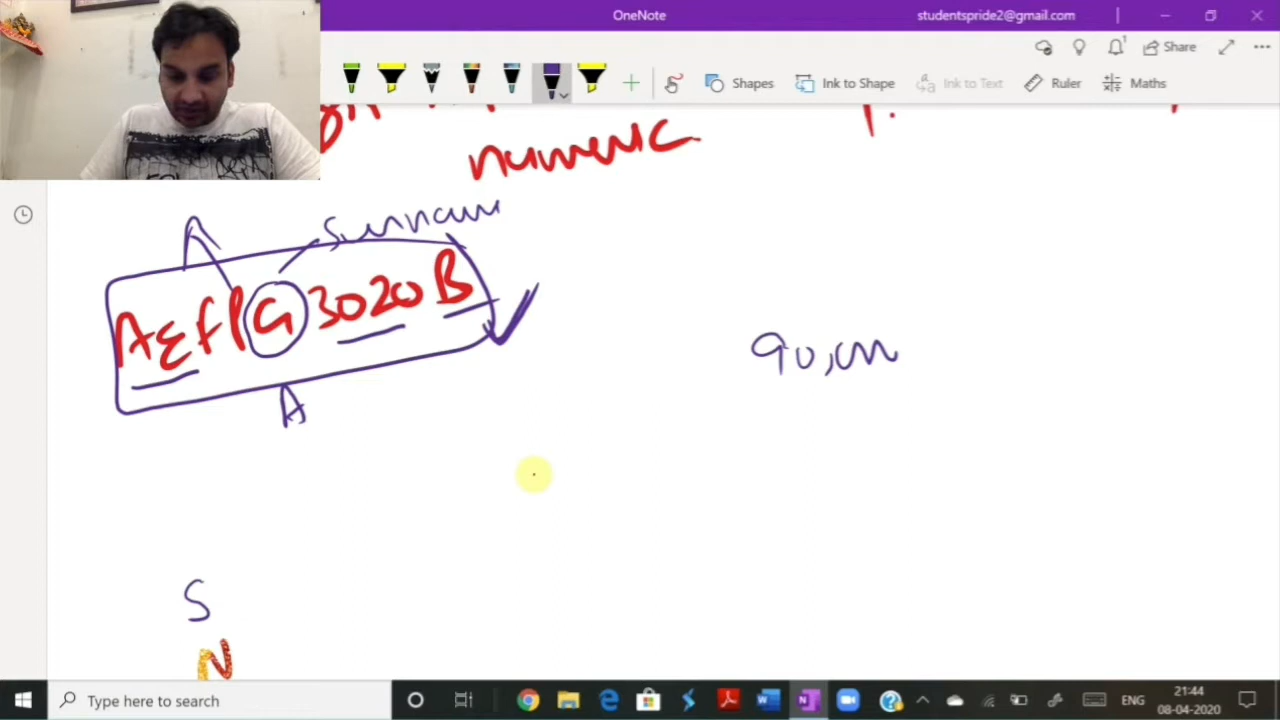 OneNote
studentspride2@gmail.com
Share
Shapes
Ink to Shape
Ink to Text
Ruler
Maths
numeric
Surname
AEFPG3020B
A
S
N
Type here to search
ENG
21:44
08-04-2020